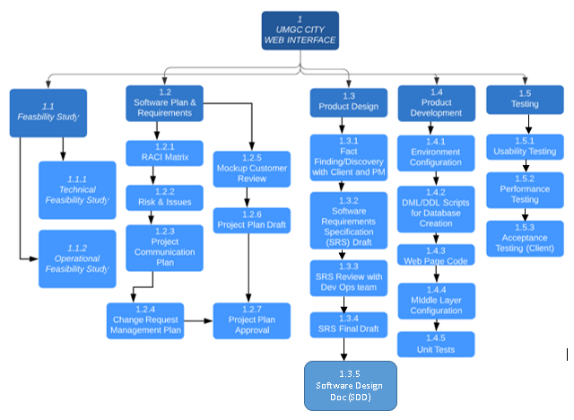 1
UMGC CITY
WEB INTERFACE
1.1
Feasibility Study
1.1.1
Technical
Feasibility Study
1.1.2
Operational
Feasibility Study
1.2
Software Plan &
Requirements
1.2.1
RACI Matrix
1.2.2
Risk & Issues
1.2.3
Project
Communication
Plan
1.2.4
Change Request
Management Plan
1.2.5
Mockup Customer
Review
1.2.6
Project Plan Draft
1.2.7
Project Plan
Approval
1.3
Product Design
1.3.1
Fact
Finding/Discovery
with Client and PM
1.3.2
Software
Requirements
Specification
(SRS) Draft
1.3.3
SRS Review with
Dev Ops team
1.3.4
SRS Final Draft
1.3.5
Software Design
Doc (SDD)
1.4
Product
Development
1.4.1
Environment
Configuration
1.4.2
DML/DDL Scripts
for Database
Creation
1.4.3
Web Page Code
1.4.4
MIddle Layer
Configuration
1.4.5
Unit Tests
1.5
Testing
1.5.1
Usability Testing
1.5.2
Performance
Testing
1.5.3
Acceptance
Testing (Client)